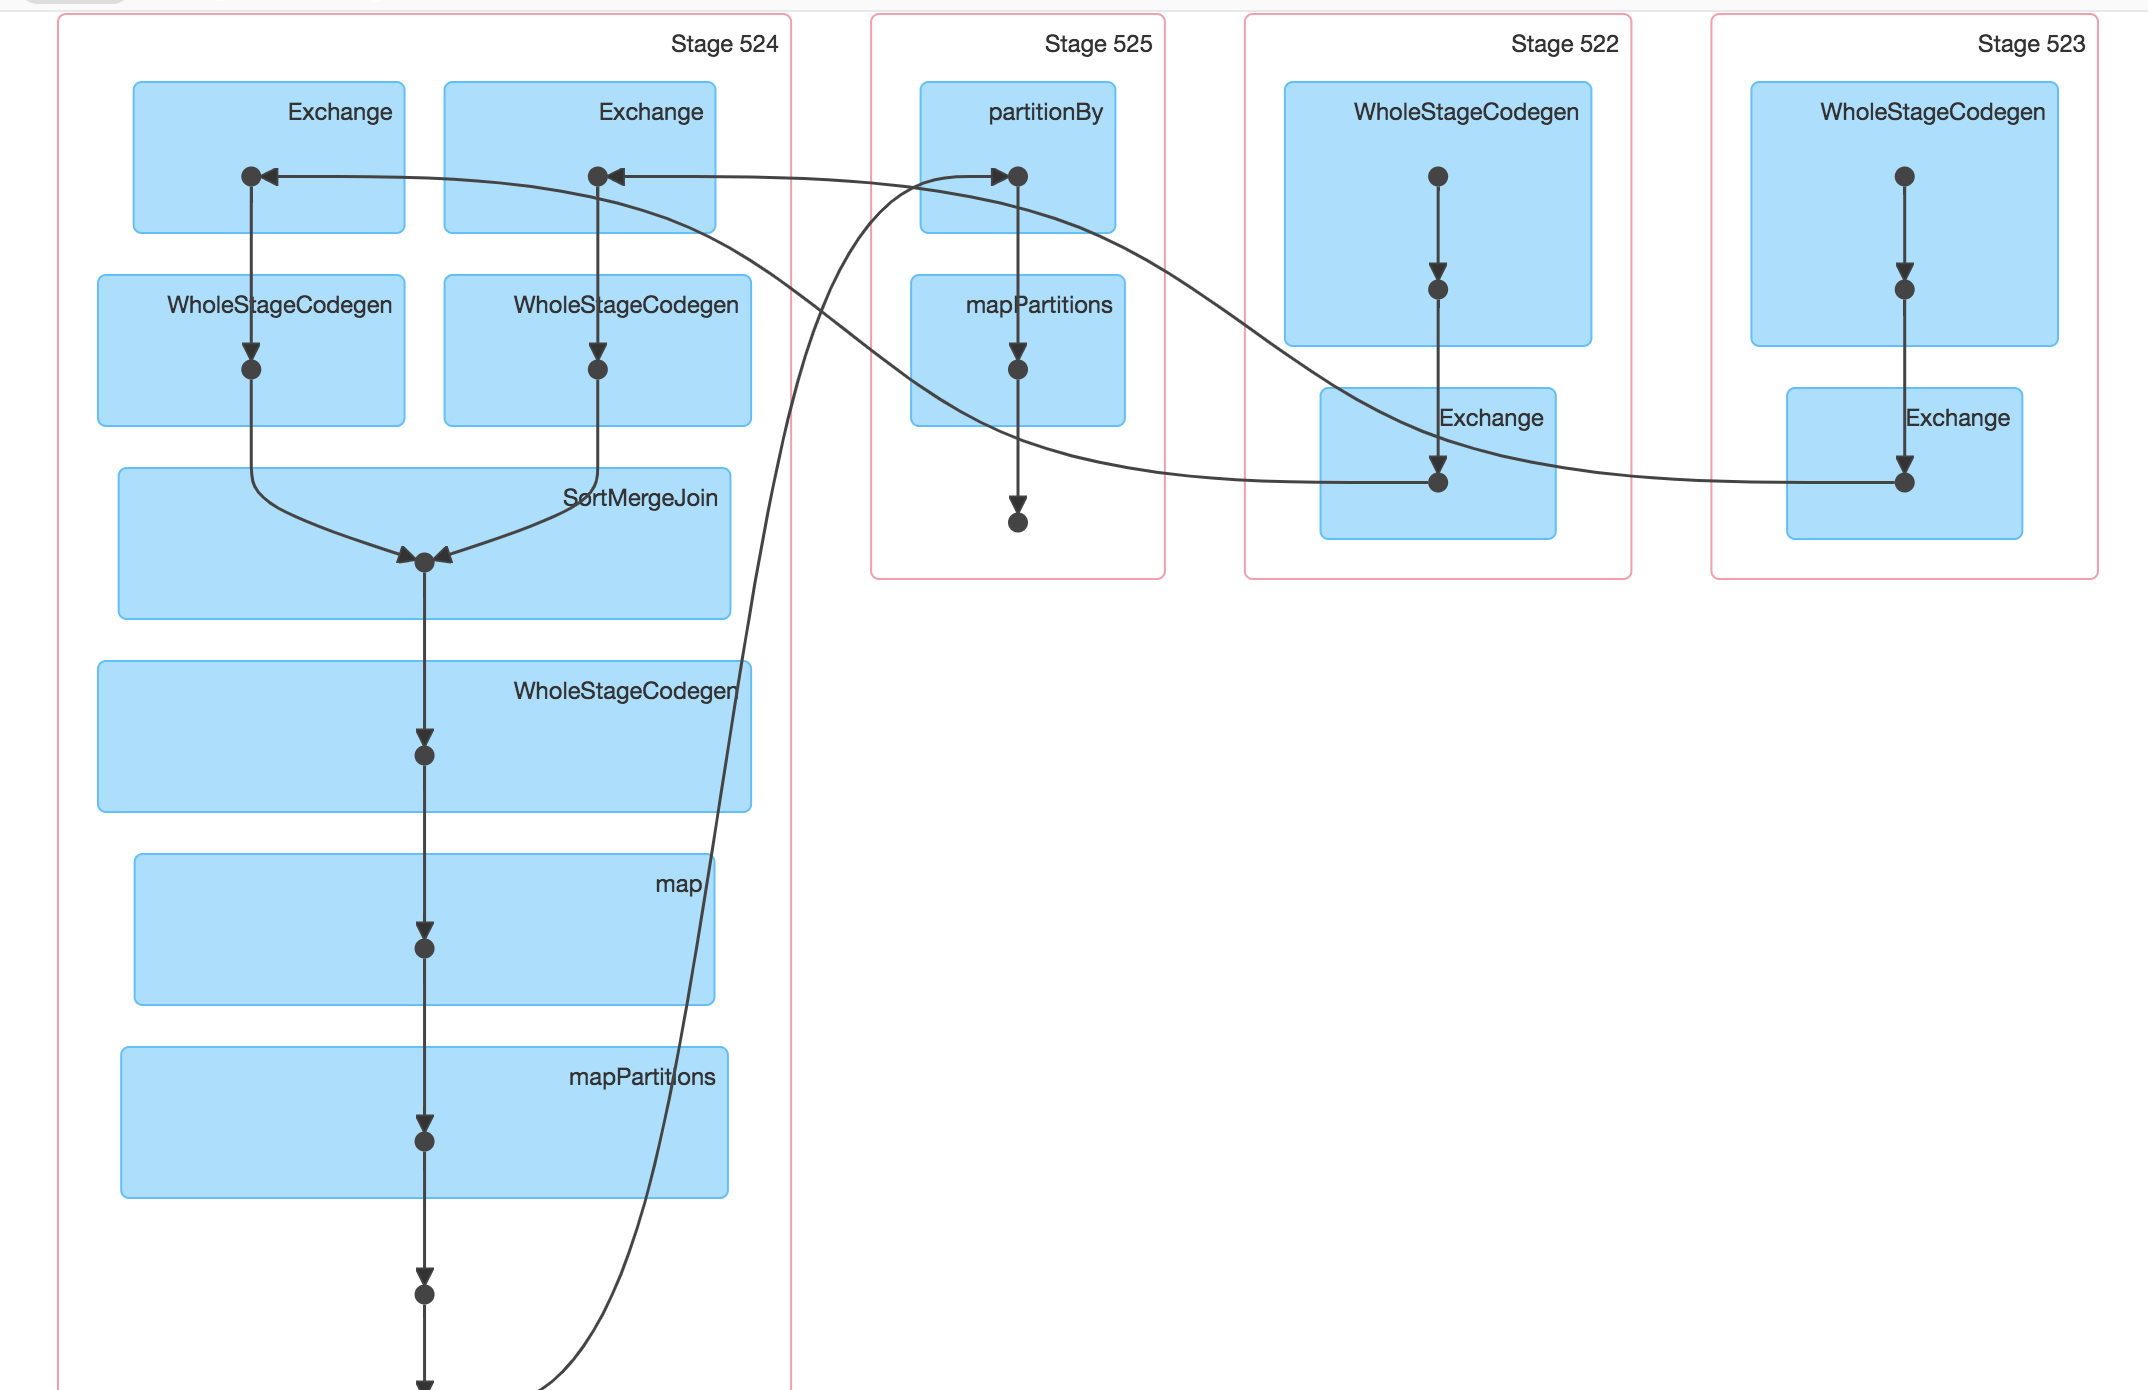 Stage 524
Exchange
Exchange
WholeStageCodegen
WholeStageCodegen
SortMergeJoin
WholeStageCodegen
map
mapPartitions
Stage 525
partitionBy
mapPartitions
Stage 522
WholeStageCodegen
Exchange
Stage 523
WholeStageCodegen
Exchange